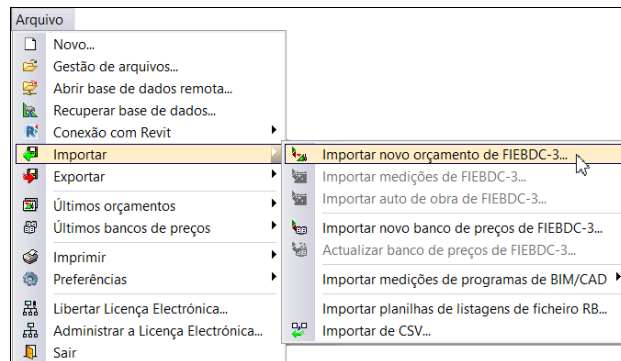 Arquivo
Novo...
Gestão de arquivos...
Abrir base de dados remota...
Recuperar base de dados...
Conexão com Revit
Importar
Exportar
Últimos orçamentos
Últimos bancos de preços
Imprimir
Preferências
Libertar Licença Electrónica...
Administrar a Licença Electrónica...
Sair
Importar novo orçamento de FIEBDC-3...
Importar medições de FIEBDC-3...
Importar auto de obra de FIEBDC-3...
Importar novo banco de preços de FIEBDC-3...
Actualizar banco de preços de FIEBDC-3...
Importar medições de programas de BIM/CAD
Importar planilhas de listagens de ficheiro RB...
Importar de CSV...